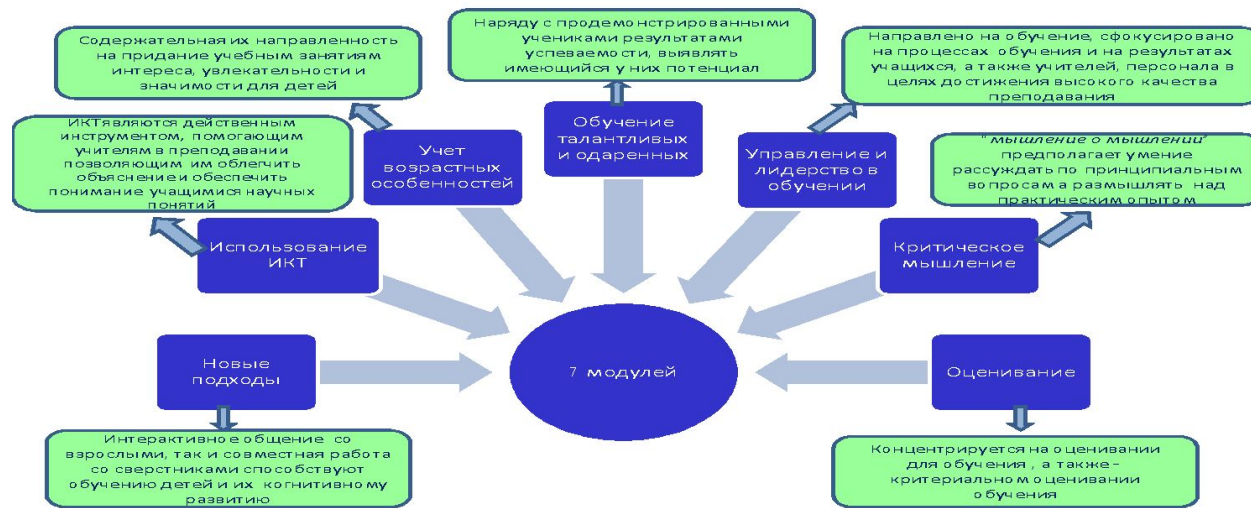 Содержательная их направленность
на придание учебным занятиям
интереса, увлекательности и
значимости для детей
Наряду с продемонстрированными
учениками результатами
успеваемости, выявлять
имеющийся у них потенциал
Направлено на обучение, сфокусировано
на процессах обучения и на результатах
учащихся, а также учителей, персонала в
целях достижения высокого качества
преподавания
ИКТявляются действенным
инструментом, помогающим
учителям в преподавании
позволяющим им облегчить
объяснение и обеспечить
понимание учащимися научных
понятий
"мышление о мышлении"
предполагает умение
рассуждать по принципиальным
вопросам а размышлять над
практическим опытом
Учет
возрастных
особенностей
Обучение
талантливых
и одаренных
Управление и
лидерство в
обучении
Использование
ИКТ
Критическое
мышление
Новые
подходы
7 модулей
Оценивание
Интерактивное общение со
взрослыми, так и совместная работа
со сверстниками способствуют
обучению детей и их когнитивному
развитию
Концентрируется на оценивании
для обучения , а также -
критериальном оценивании
обучения